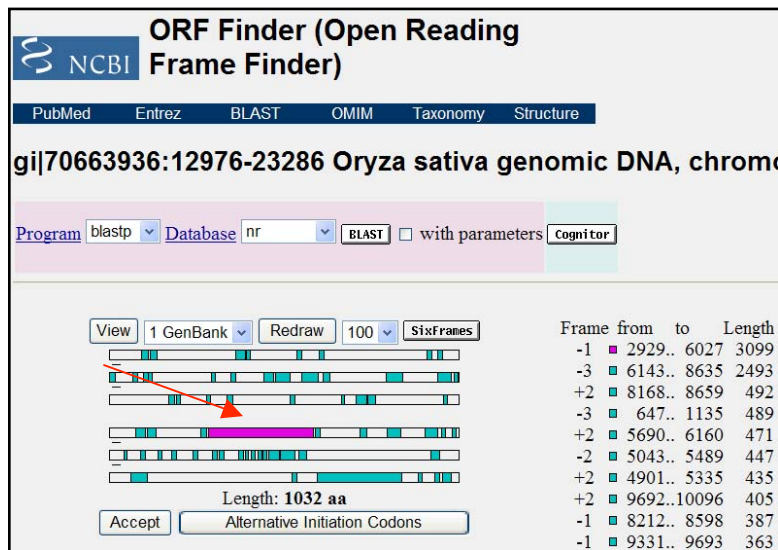 ORF Finder (Open Reading
NCBI Frame Finder)
PubMed Entrez BLAST OMIM Taxonomy Structure
gi|70663936:12976-23286 Oryza sativa genomic DNA, chromo
Program blastp Database nr BLAST with parameters Cognitor
View 1 GenBank Redraw 100 SixFrames
Frame from to Length
-1 2929.. 6027 3099
-3 6143.. 8635 2493
+2 8168.. 8659 492
-3 647.. 1135 489
+2 5690.. 6160 471
-2 5043.. 5489 447
+2 4901.. 5335 435
+2 9692..10096 405
-1 8212.. 8598 387
-1 9331.. 9693 363
Length: 1032 aa
Accept Alternative Initiation Codons